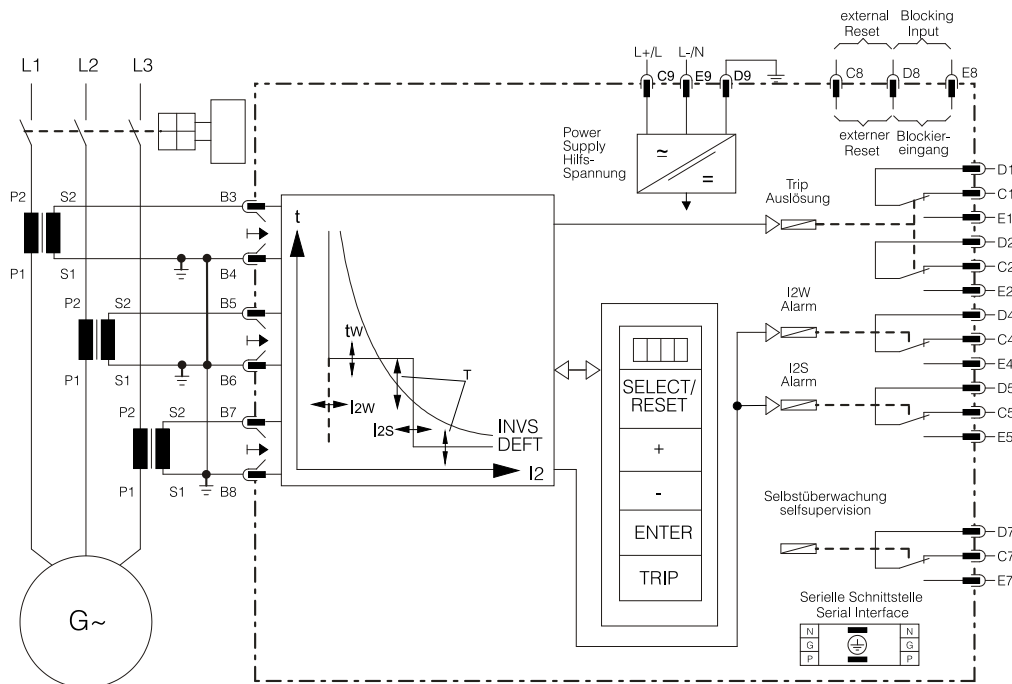 external Reset
Blocking Input
L1
L2
L3
L+/L
L-/N
C9
E9
D9
C8
D8
E8
Power Supply
Hilfs-
Spannung
≃
=
externer Reset
Blockier-
eingang
D1
C1
E1
D2
C2
E2
D4
C4
E4
D5
C5
E5
Trip
Auslösung
I2W
Alarm
I2S
Alarm
P2
S2
B3
P1
S1
B4
P2
S2
B5
P1
S1
B6
P2
S2
B7
P1
S1
B8
t
tW
T
I2W
I2S
INVS
DEFT
I2
SELECT/
RESET
+
-
ENTER
TRIP
Selbstüberwachung
selfsupervision
D7
C7
E7
Serielle Schnittstelle
Serial Interface
N
G
P
N
G
P
G~